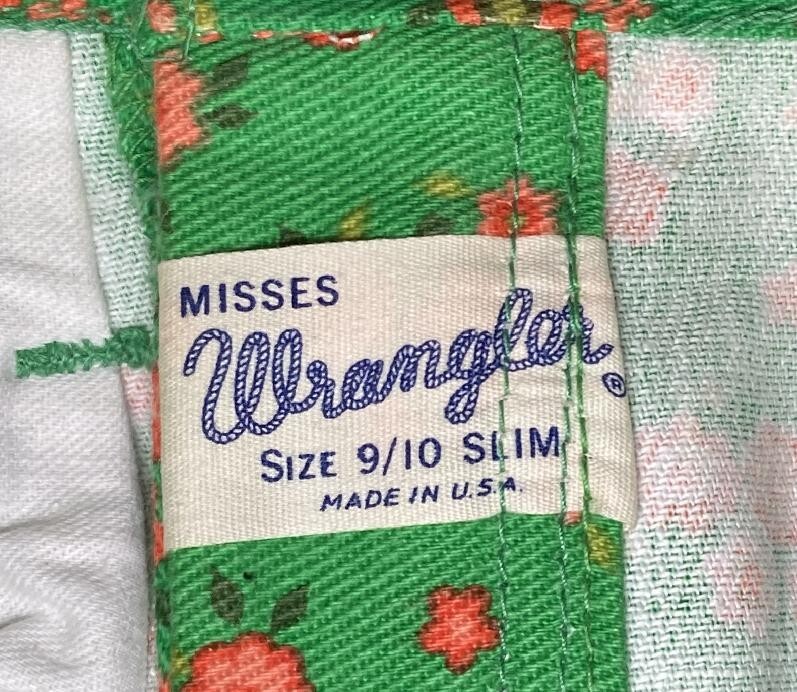 MISSES
Wrangler®
SIZE 9/10 SLIM
MADE IN U.S.A.